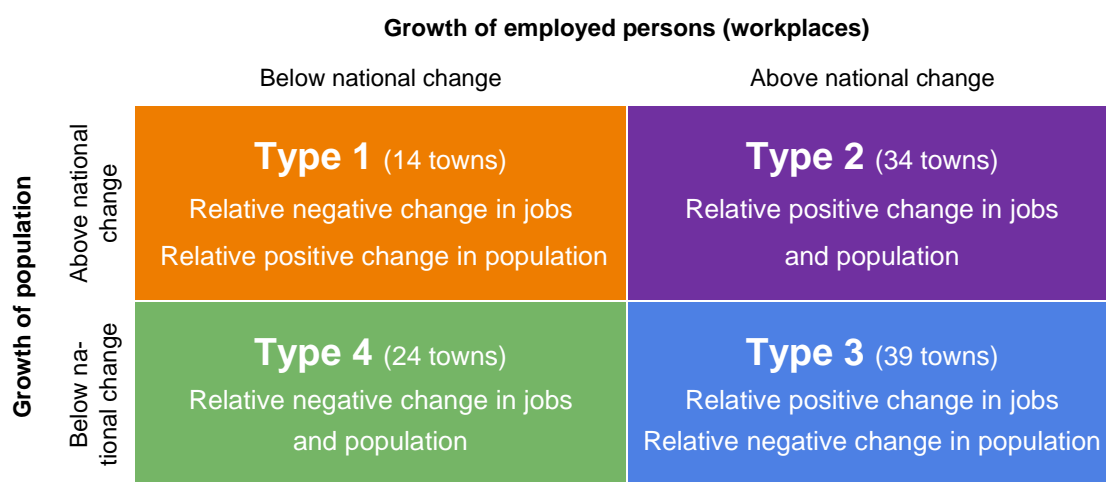 Growth of employed persons (workplaces)
Below national change
Above national change
Growth of population
Above national
change
Type 1 (14 towns)
Relative negative change in jobs
Relative positive change in population
Type 2 (34 towns)
Relative positive change in jobs
and population
Below na-
tional change
Type 4 (24 towns)
Relative negative change in jobs
and population
Type 3 (39 towns)
Relative positive change in jobs
Relative negative change in population